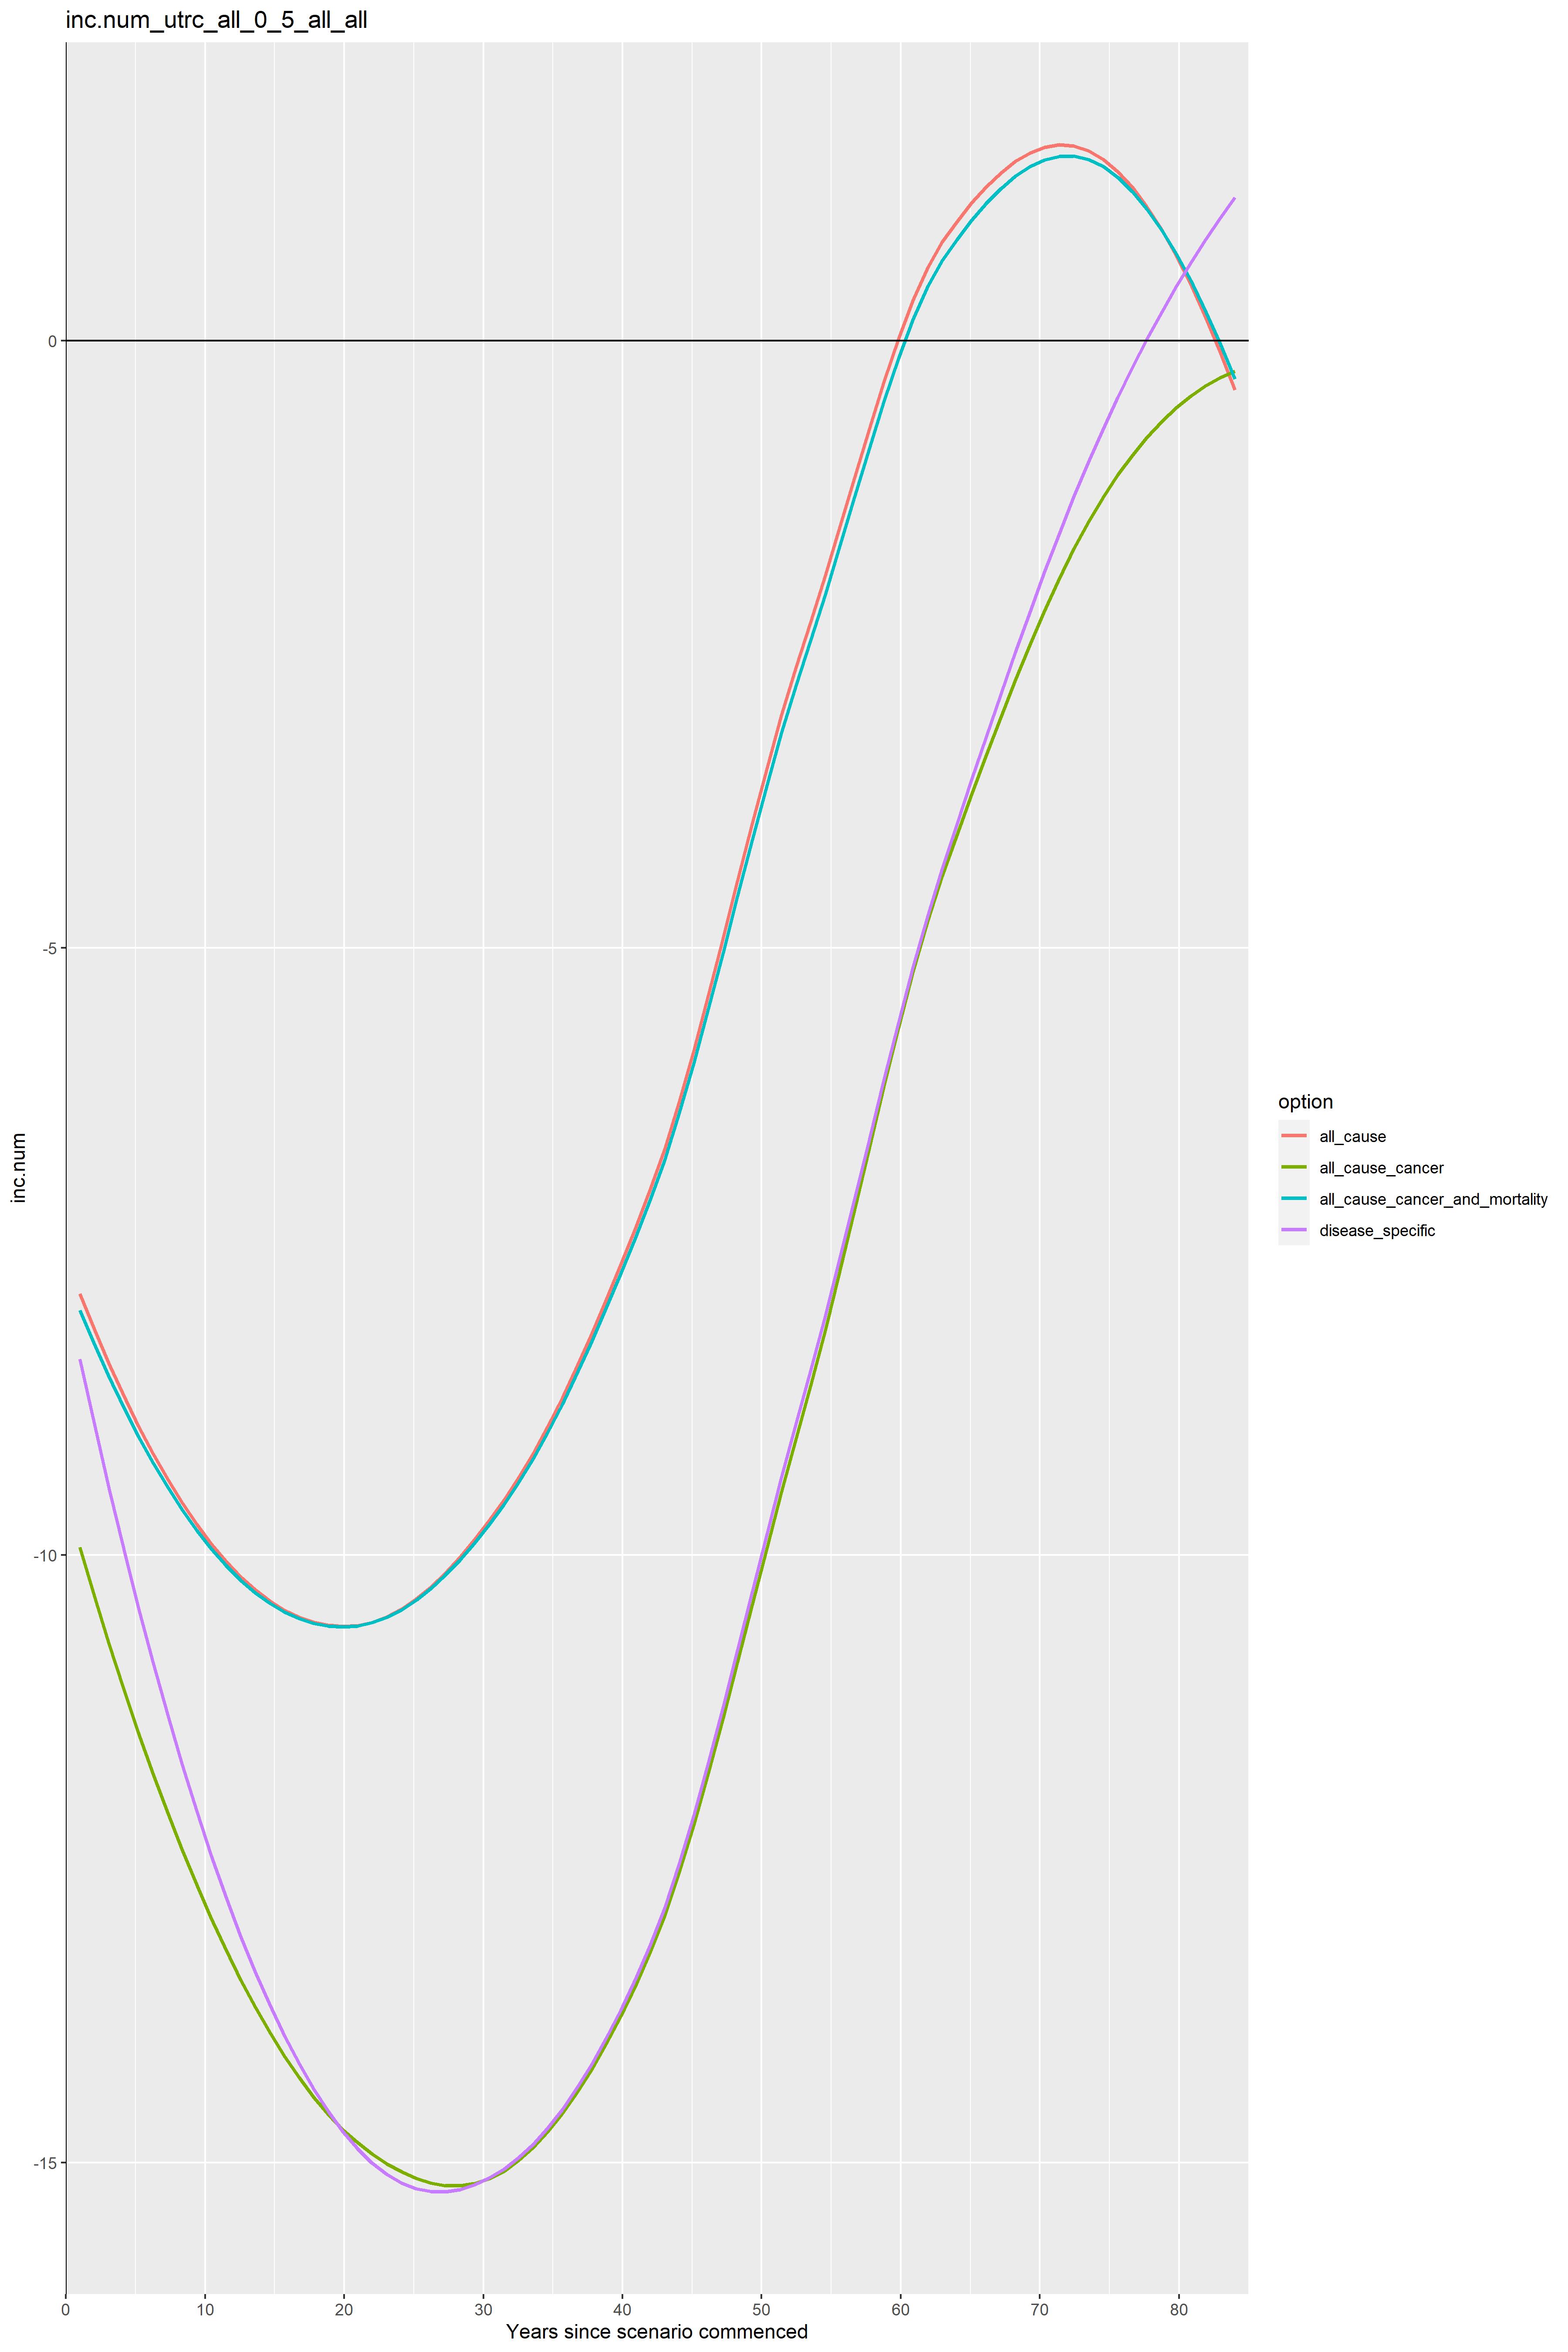 inc.num_utrc_all_0_5_all_all
0
-5
-10
-15
inc.num
0 10 20 30 40 50 60 70 80
Years since scenario commenced
option
all_cause
all_cause_cancer
all_cause_cancer_and_mortality
disease_specific